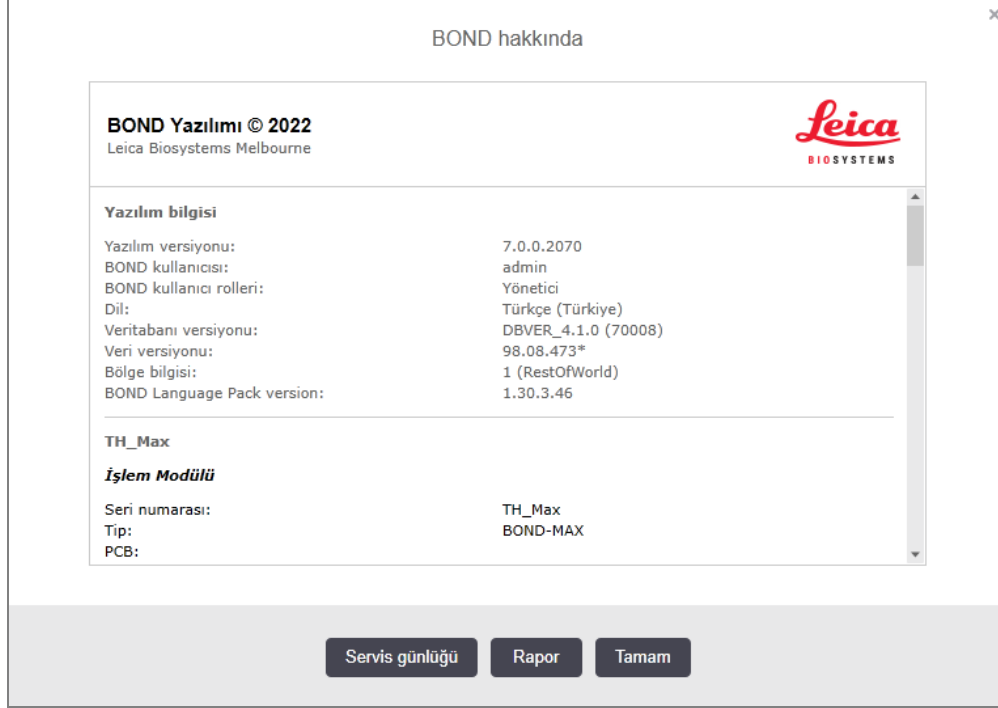 BOND hakkında
BOND Yazılımı © 2022
Leica Biosystems Melbourne
Leica
BIOSYSTEMS
Yazılım bilgisi
Yazılım versiyonu: 7.0.0.2070
BOND kullanıcısı: admin
BOND kullanıcı rolleri: Yönetici
Dil: Türkçe (Türkiye)
Veritabanı versiyonu: DBVER_4.1.0 (70008)
Veri versiyonu: 98.08.473*
Bölge bilgisi: 1 (RestOfWorld)
BOND Language Pack version: 1.30.3.46
TH_Max
İşlem Modülü
Seri numarası: TH_Max
Tip: BOND-MAX
PCB:
Servis günlüğü Rapor Tamam